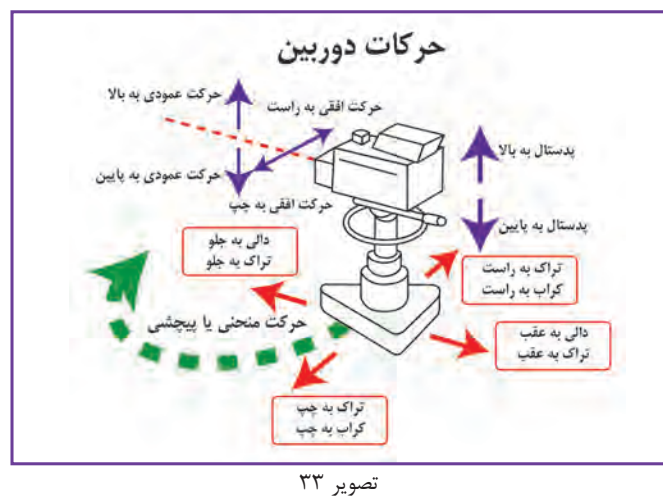 حرکات دوربین
حرکت عمودی به بالا
حرکت افقی به راست
پدستال به بالا
حرکت عمودی به پایین
حرکت افقی به چپ
پدستال به پایین
دالی به جلو
تراک به جلو
تراک به راست
کراب به راست
حرکت منحنی یا پیچشی
دالی به عقب
تراک به عقب
تراک به چپ
کراب به چپ
تصویر ۳۳